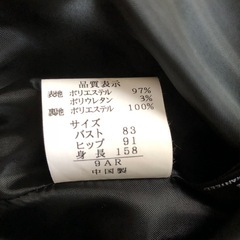 品質表示
表地 ポリエステル 97%
ポリウレタン 3%
裏地 ポリエステル 100%
サイズ
バスト 83
ヒップ 91
身長 158
9AR
中国製